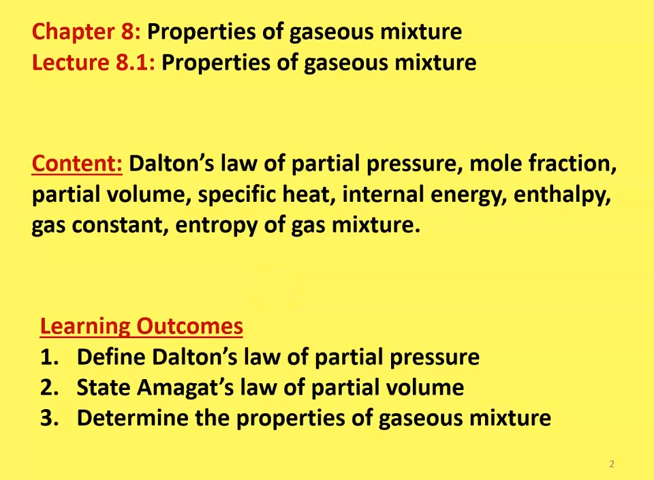 Chapter 8: Properties of gaseous mixture
Lecture 8.1: Properties of gaseous mixture
Content: Dalton's law of partial pressure, mole fraction,
partial volume, specific heat, internal energy, enthalpy,
gas constant, entropy of gas mixture.
Learning Outcomes
1. Define Dalton's law of partial pressure
2. State Amagat's law of partial volume
3. Determine the properties of gaseous mixture
2